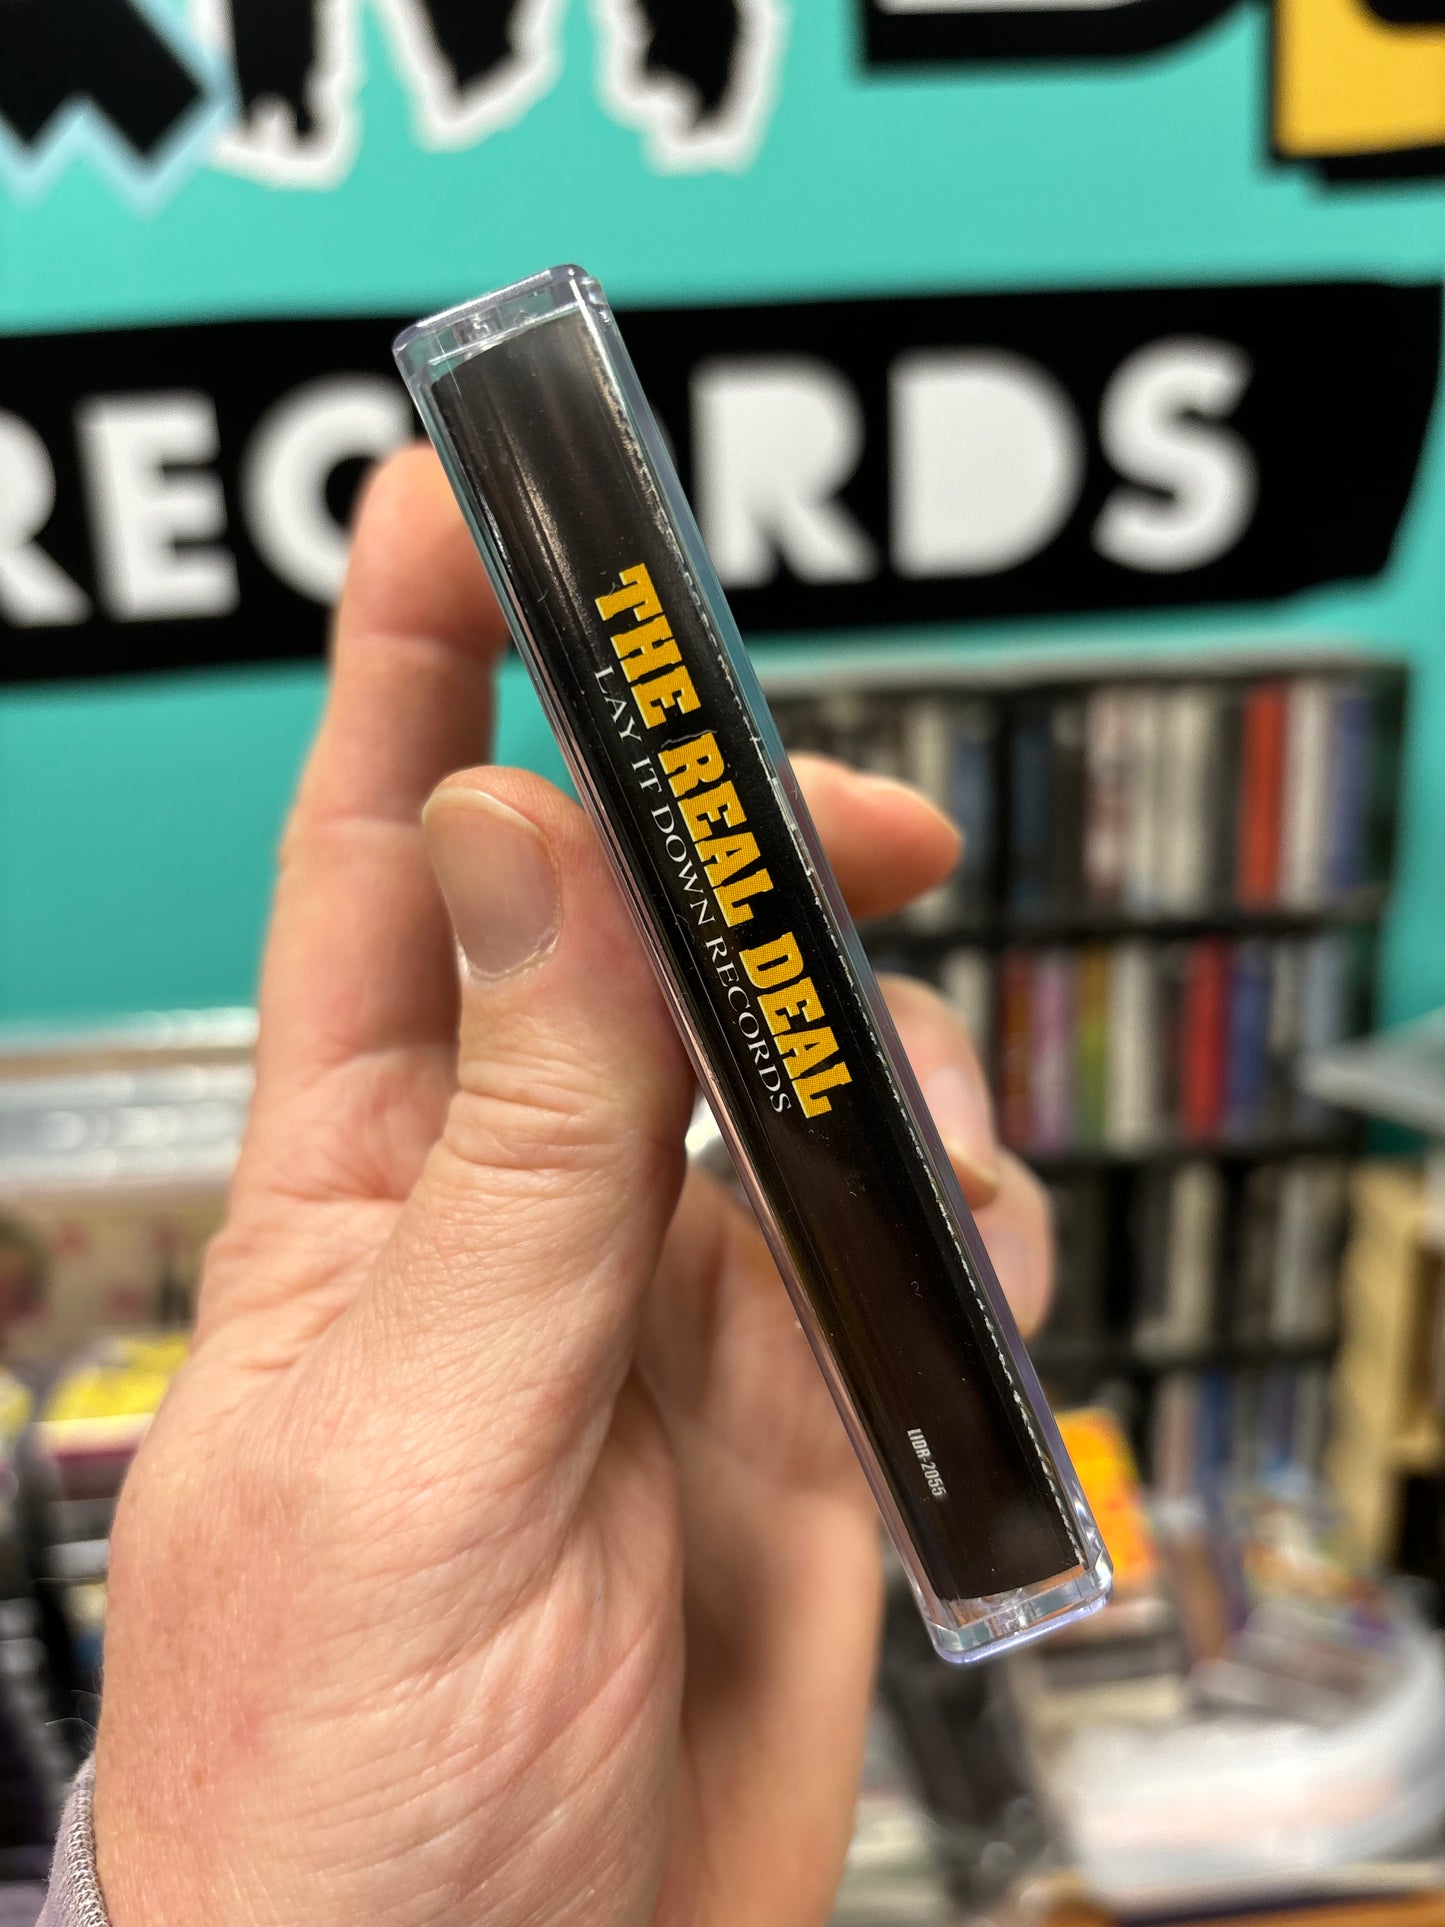 RECORDS
THE REAL DEAL
LAY IT DOWN RECORDS
LIDR-2055